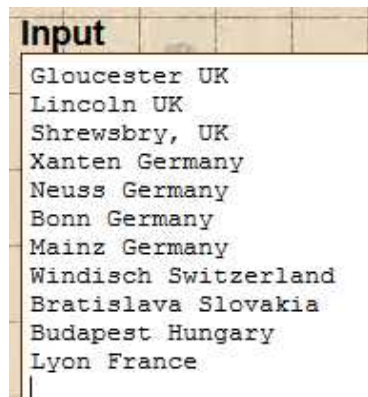 Input
Gloucester UK
Lincoln UK
Shrewsbry, UK
Xanten Germany
Neuss Germany
Bonn Germany
Mainz Germany
Windisch Switzerland
Bratislava Slovakia
Budapest Hungary
Lyon France